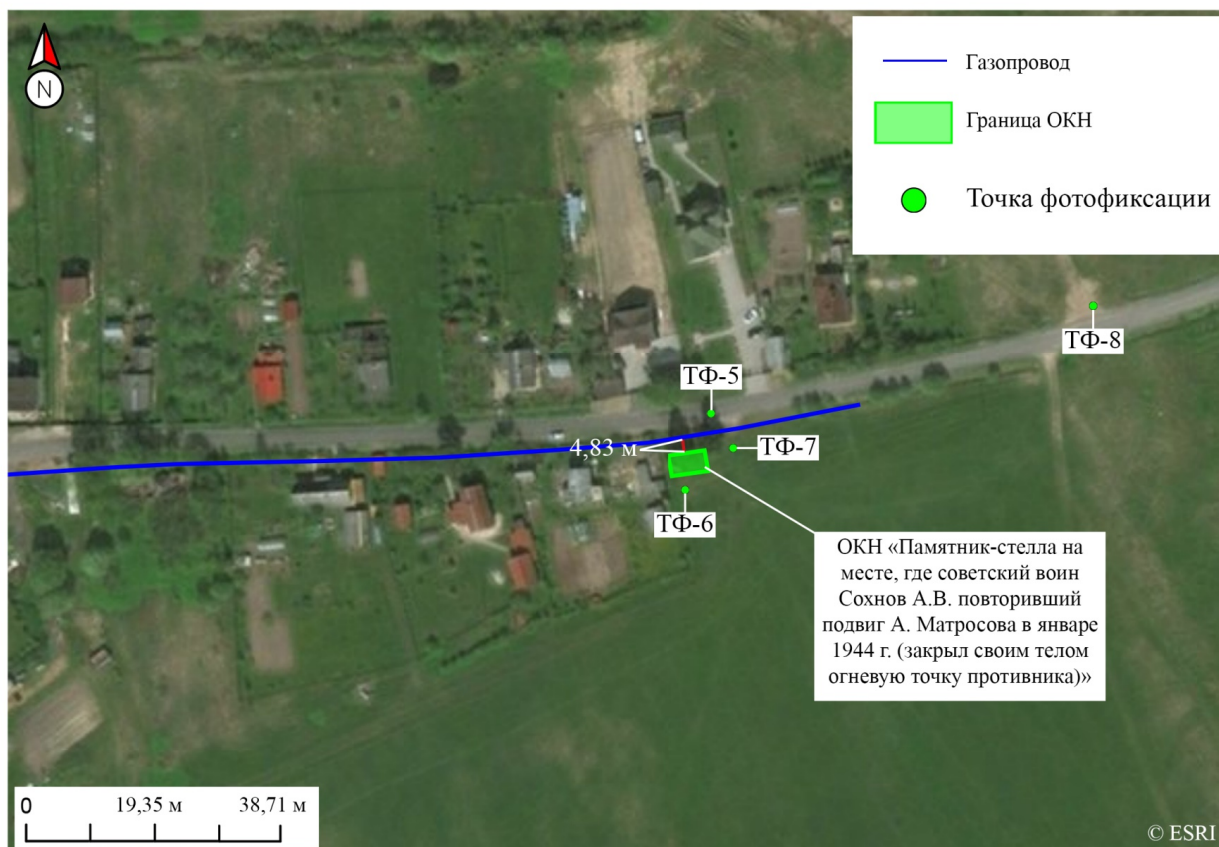 N
Газопровод
Граница ОКН
Точка фотофиксации
ТФ-8
ТФ-5
4,83 м
ТФ-7
ТФ-6
ОКН «Памятник-стелла на
месте, где советский воин
Сохнов А.В. повторивший
подвиг А. Матросова в январе
1944 г. (закрыл своим телом
огневую точку противника)»
0 19,35 м 38,71 м
© ESRI